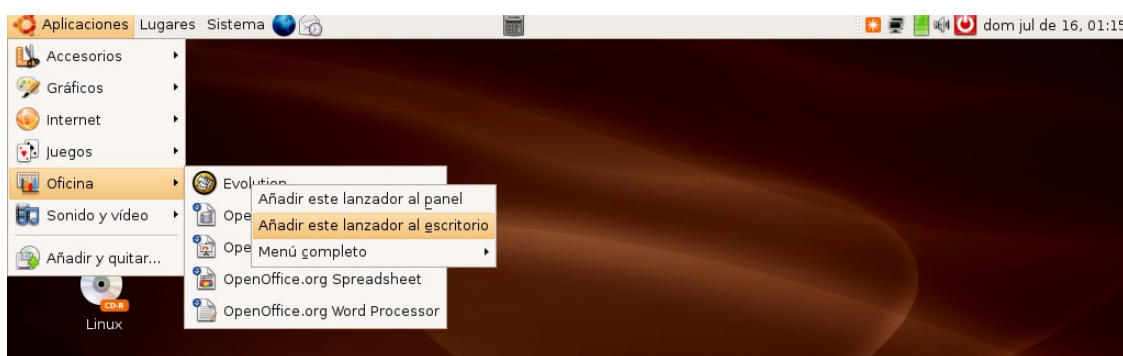 Aplicaciones Lugares Sistema dom jul de 16, 01:15
Accesorios
Gráficos
Internet
Juegos
Oficina
Sonido y vídeo
Añadir y quitar...
Evolution
Añadir este lanzador al panel
Ope
Añadir este lanzador al escritorio
Ope
Menú completo
OpenOffice.org Spreadsheet
OpenOffice.org Word Processor
CD-R
Linux